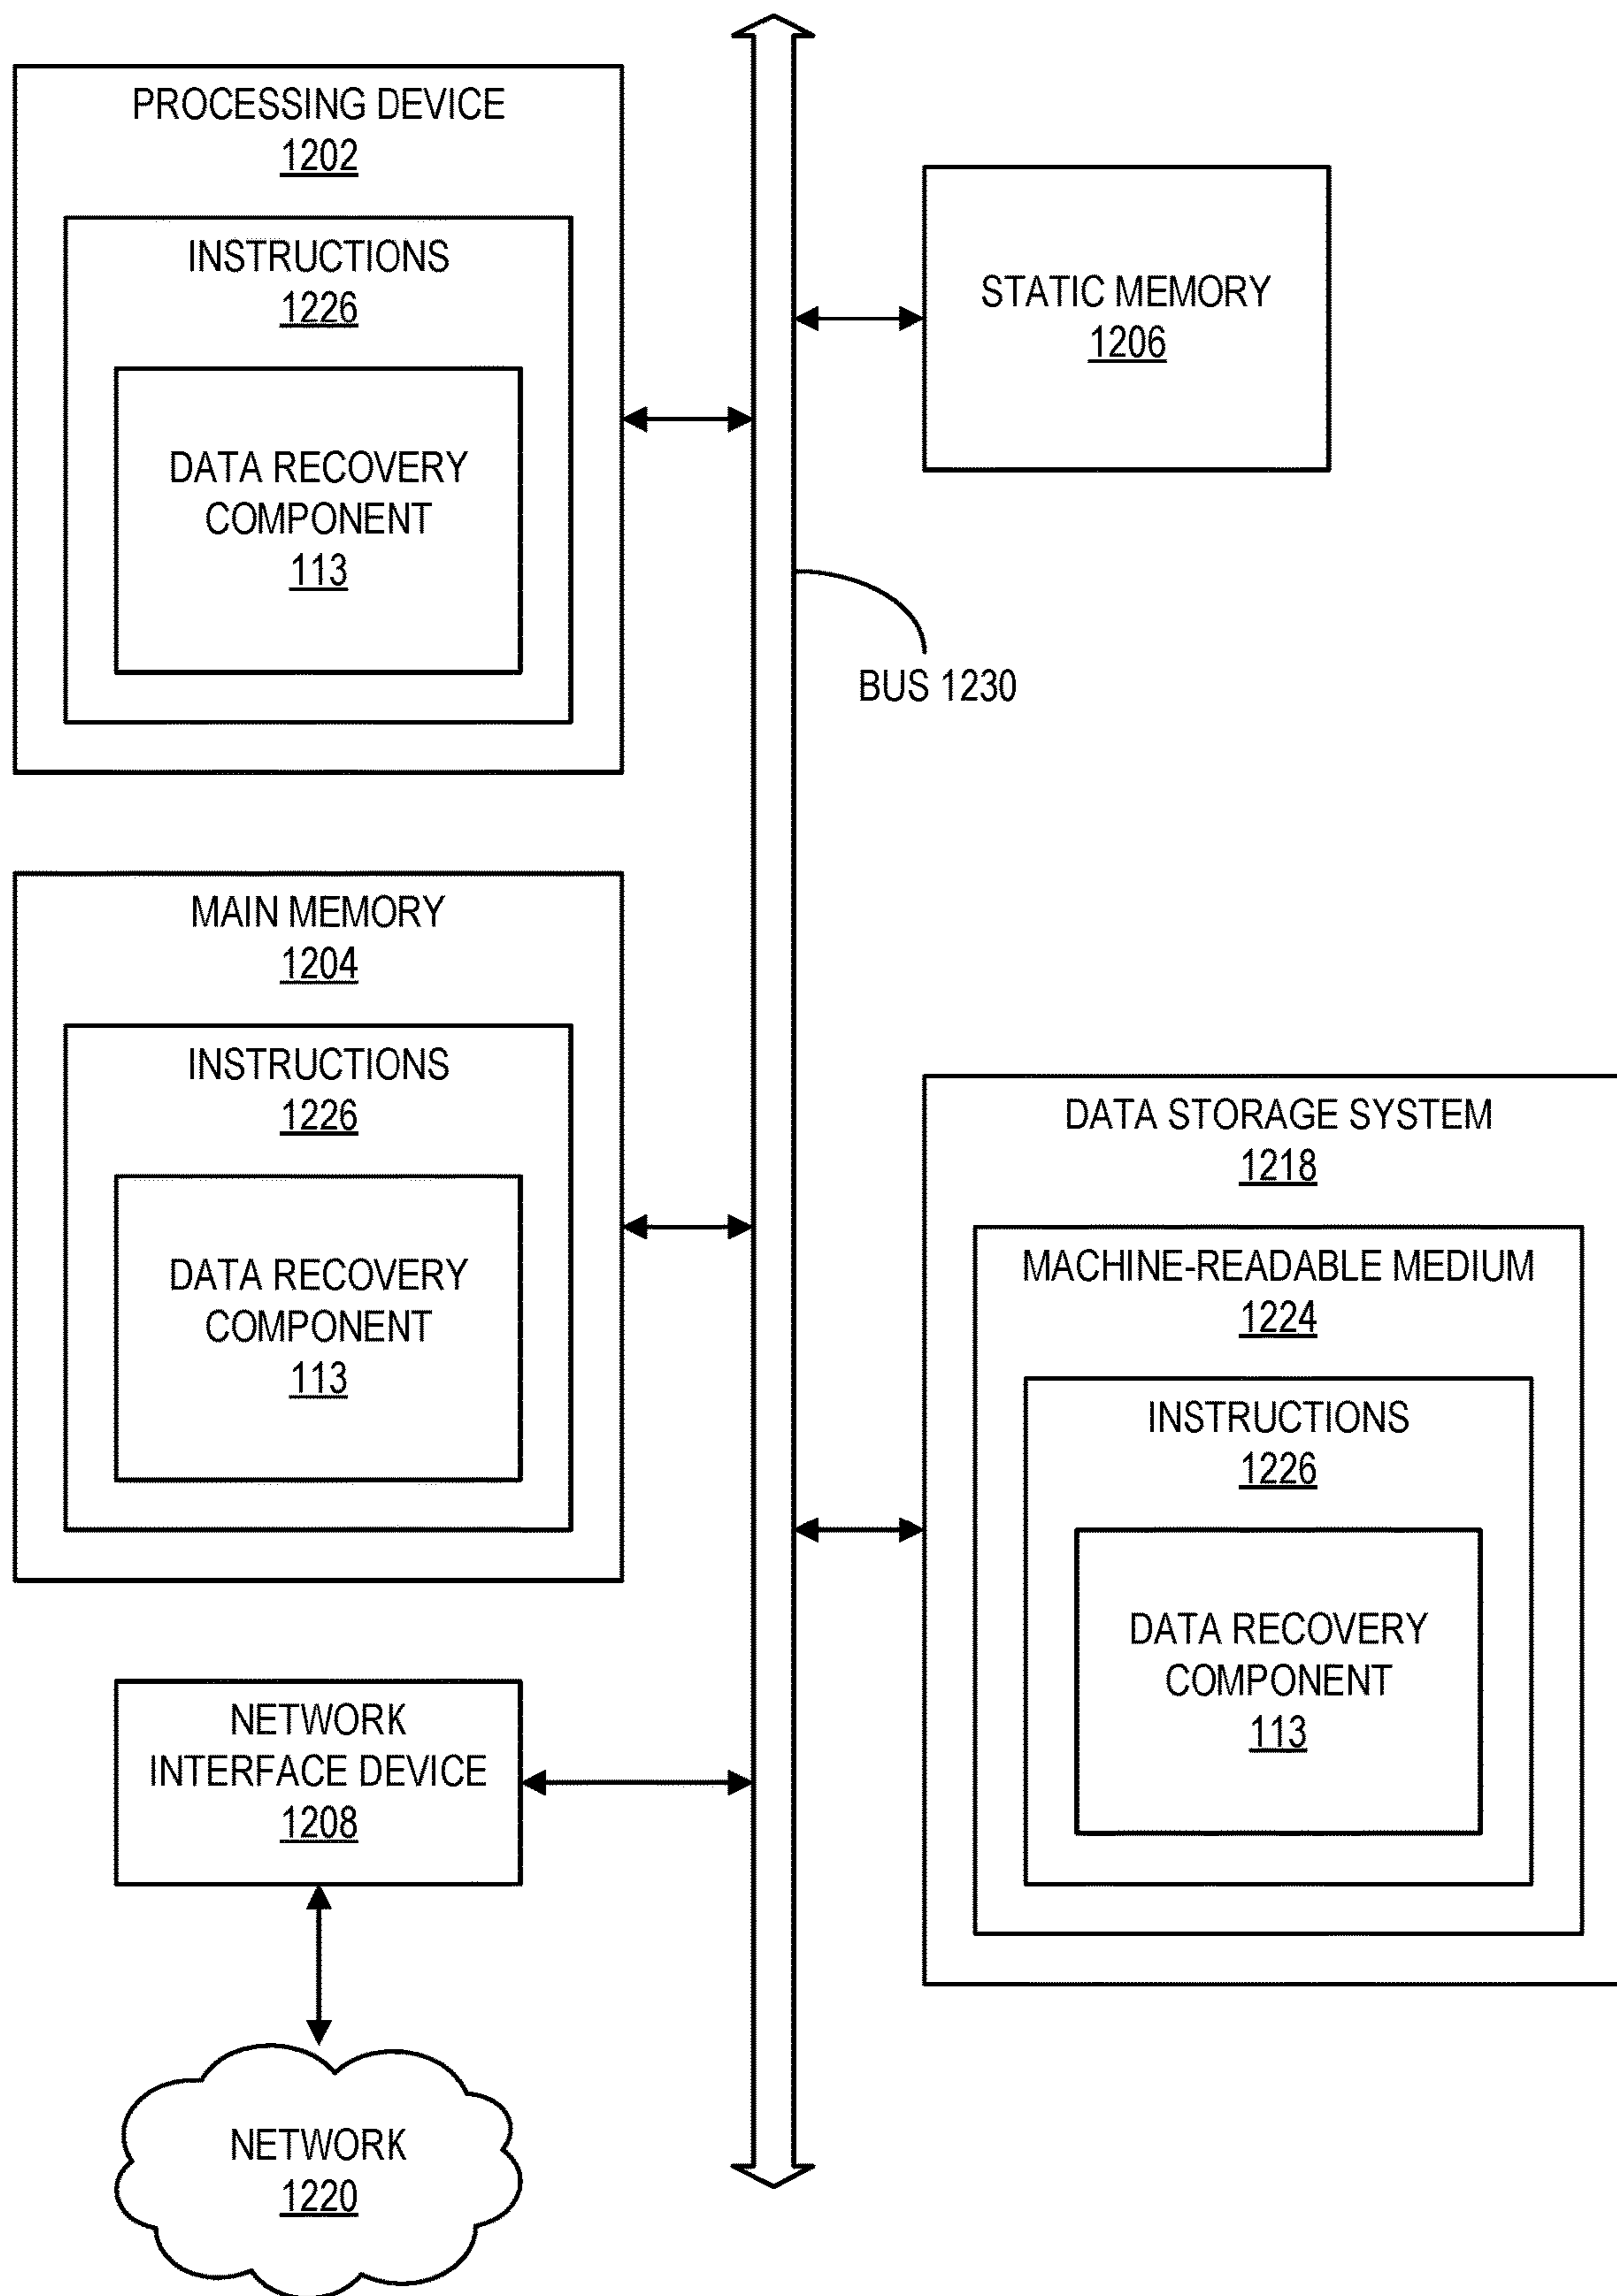 PROCESSING DEVICE
1202
INSTRUCTIONS
1226
DATA RECOVERY
COMPONENT
113
STATIC MEMORY
1206
BUS 1230
MAIN MEMORY
1204
INSTRUCTIONS
1226
DATA RECOVERY
COMPONENT
113
DATA STORAGE SYSTEM
1218
MACHINE-READABLE MEDIUM
1224
INSTRUCTIONS
1226
DATA RECOVERY
COMPONENT
113
NETWORK
INTERFACE DEVICE
1208
NETWORK
1220